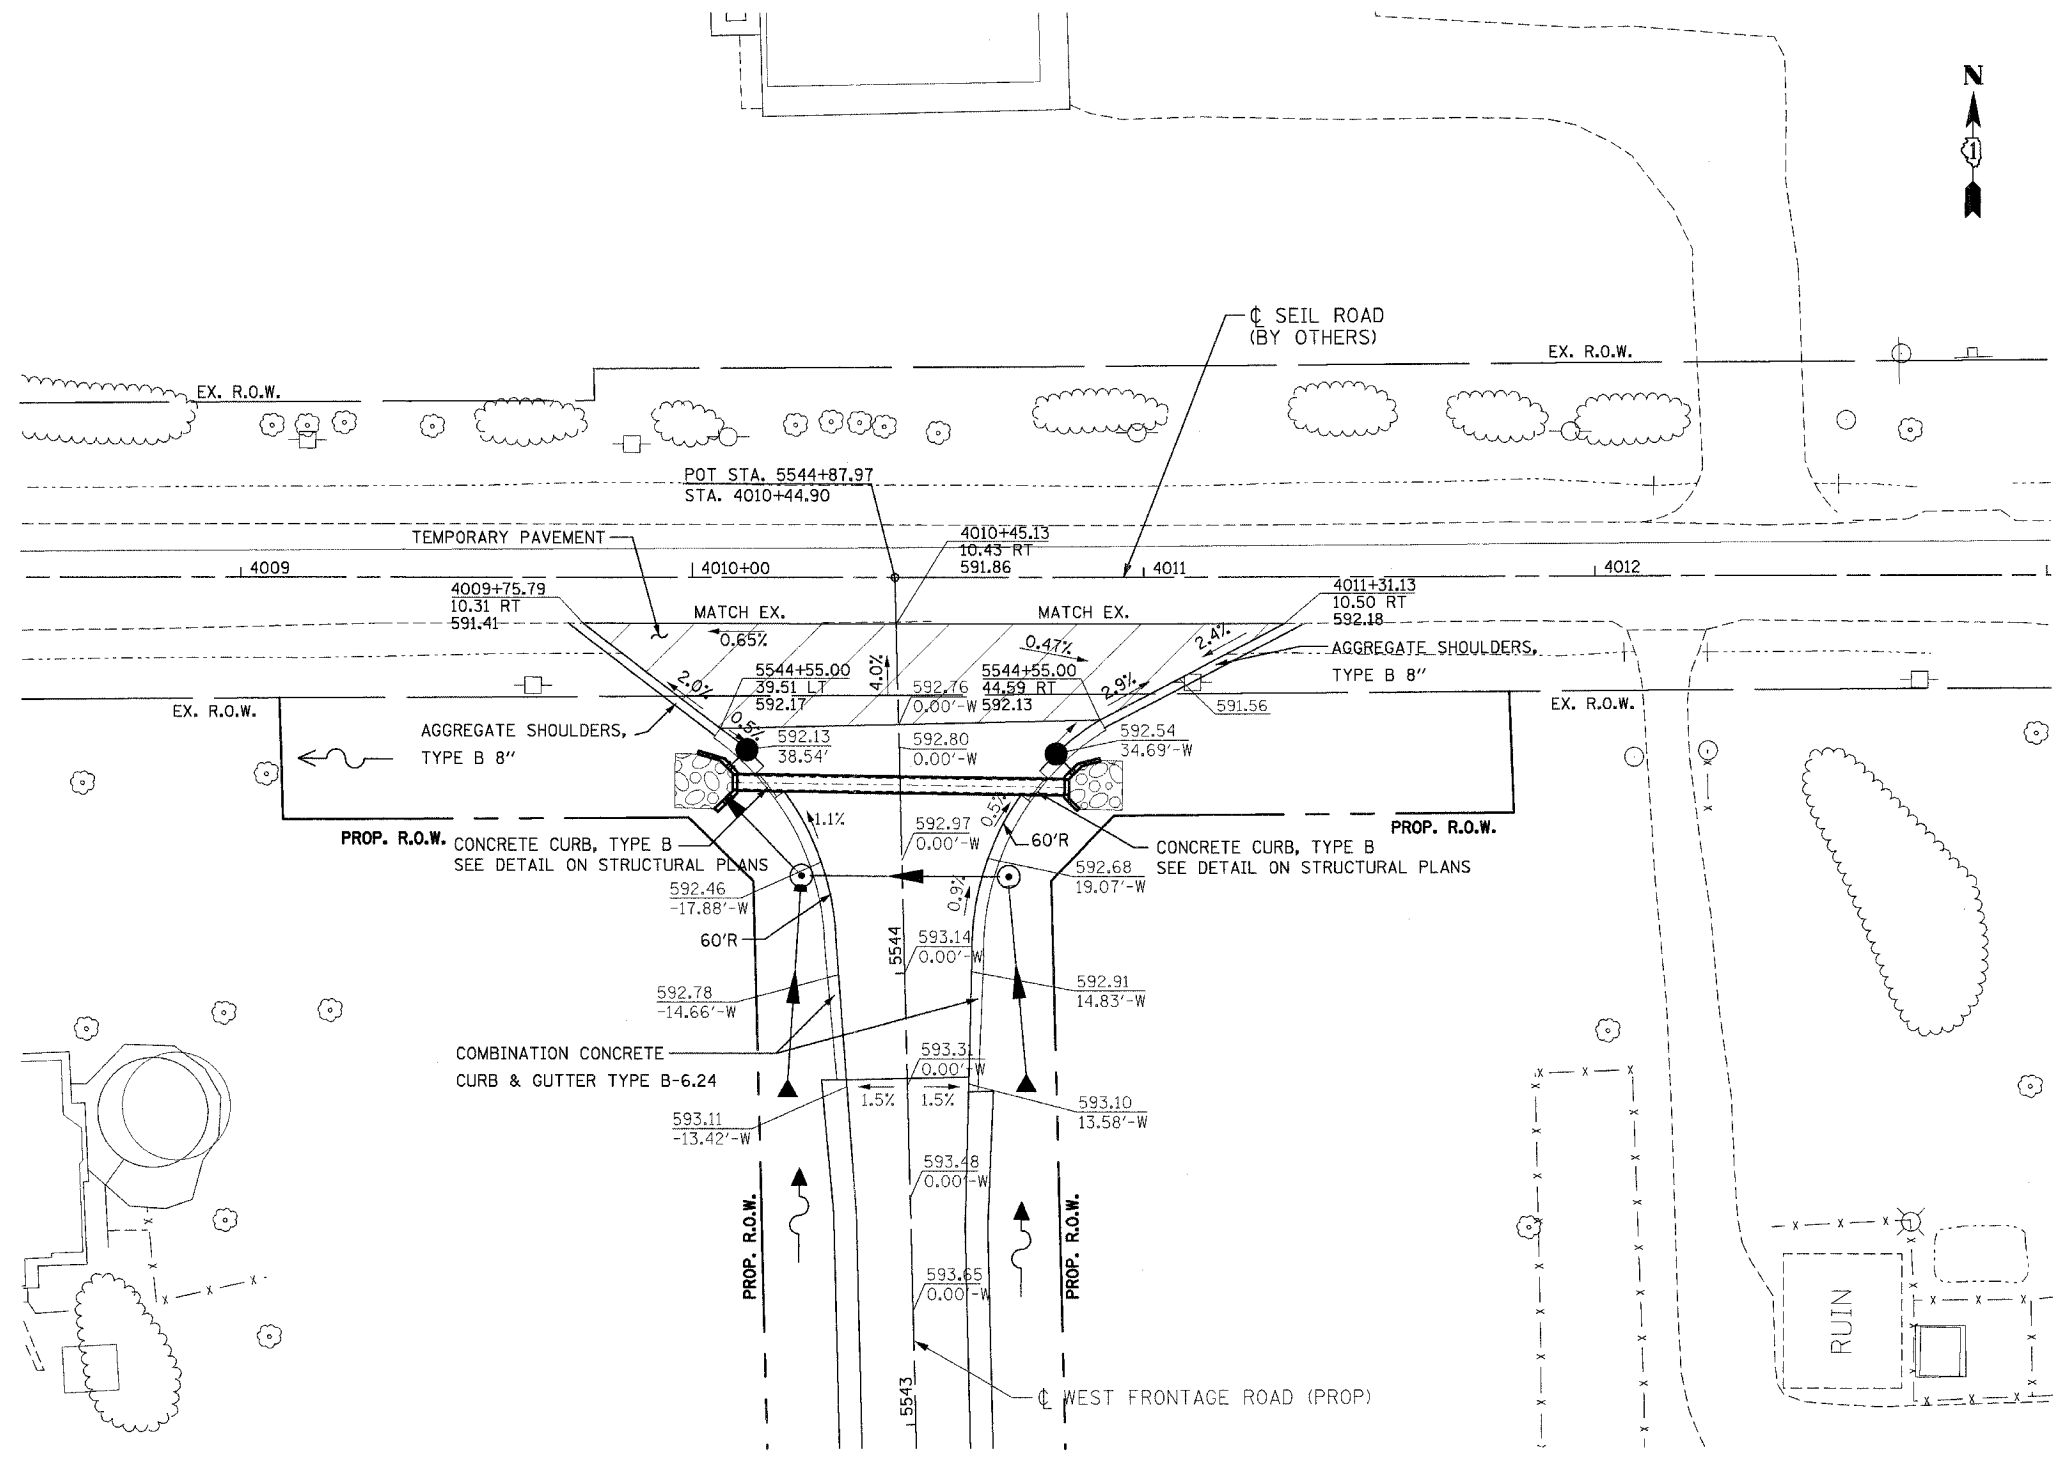 N
1
℄ SEIL ROAD
(BY OTHERS)
EX. R.O.W.
EX. R.O.W.
POT STA. 5544+87.97
STA. 4010+44.90
TEMPORARY PAVEMENT
4010+45.13
10.43 RT
591.86
4009
4010+00
4011
4012
4009+75.79
10.31 RT
591.41
MATCH EX.
MATCH EX.
4011+31.13
10.50 RT
592.18
0.65%
0.47%
2.4%
AGGREGATE SHOULDERS,
TYPE B 8"
5544+55.00
39.51 LT
592.17
4.0%
5544+55.00
44.59 RT
592.13
2.0%
2.9%
592.76
0.00'-W
EX. R.O.W.
591.56
EX. R.O.W.
AGGREGATE SHOULDERS,
TYPE B 8"
0.5%
592.13
38.54'
592.80
0.00'-W
592.54
34.69'-W
1.1%
0.5%
592.97
0.00'-W
60'R
PROP. R.O.W.
PROP. R.O.W.
CONCRETE CURB, TYPE B
SEE DETAIL ON STRUCTURAL PLANS
CONCRETE CURB, TYPE B
SEE DETAIL ON STRUCTURAL PLANS
592.46
-17.88'-W
592.68
19.07'-W
0.9%
60'R
5544
593.14
0.00'-W
592.78
-14.66'-W
592.91
14.83'-W
COMBINATION CONCRETE
CURB & GUTTER TYPE B-6.24
593.31
0.00'-W
1.5%
1.5%
593.11
-13.42'-W
593.10
13.58'-W
593.48
0.00'-W
PROP. R.O.W.
PROP. R.O.W.
593.65
0.00'-W
RUIN
5543
℄ WEST FRONTAGE ROAD (PROP)